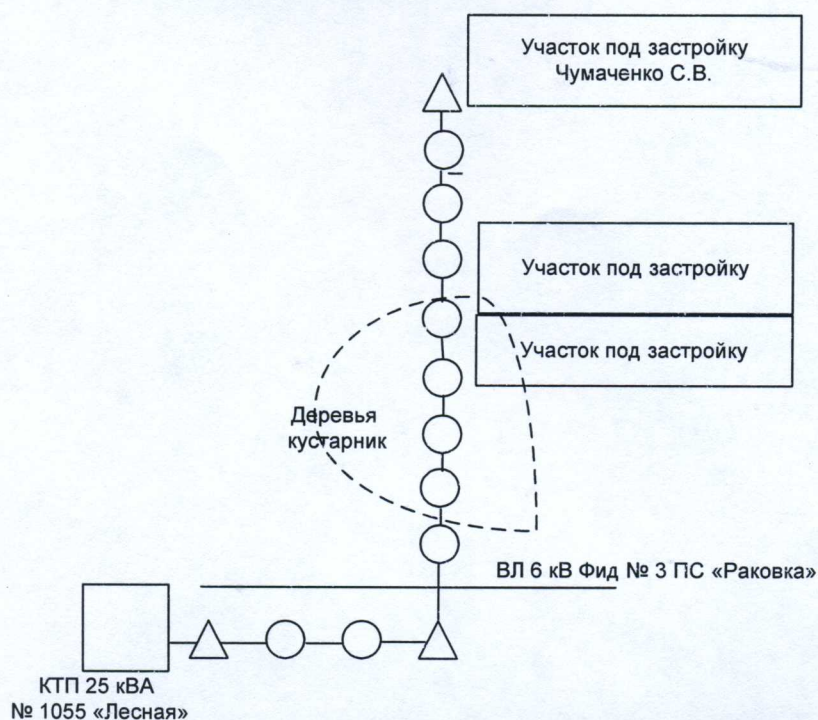 Участок под застройку
Чумаченко С.В.
Участок под застройку
Участок под застройку
Деревья
кустарник
ВЛ 6 кВ Фид № 3 ПС «Раковка»
КТП 25 кВА
№ 1055 «Лесная»